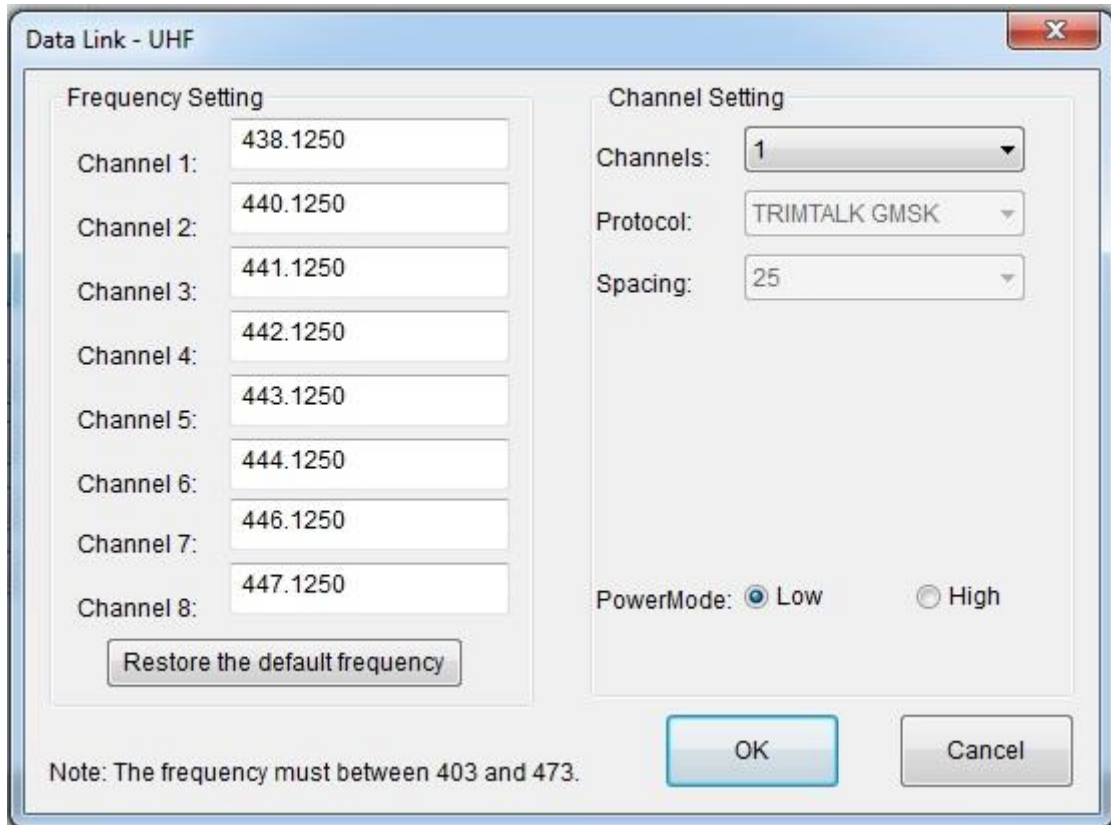 Data Link - UHF
Frequency Setting
Channel 1: 438.1250
Channel 2: 440.1250
Channel 3: 441.1250
Channel 4: 442.1250
Channel 5: 443.1250
Channel 6: 444.1250
Channel 7: 446.1250
Channel 8: 447.1250
Restore the default frequency
Channel Setting
Channels: 1
Protocol: TRIMTALK GMSK
Spacing: 25
PowerMode: Low High
Note: The frequency must between 403 and 473.
OK
Cancel